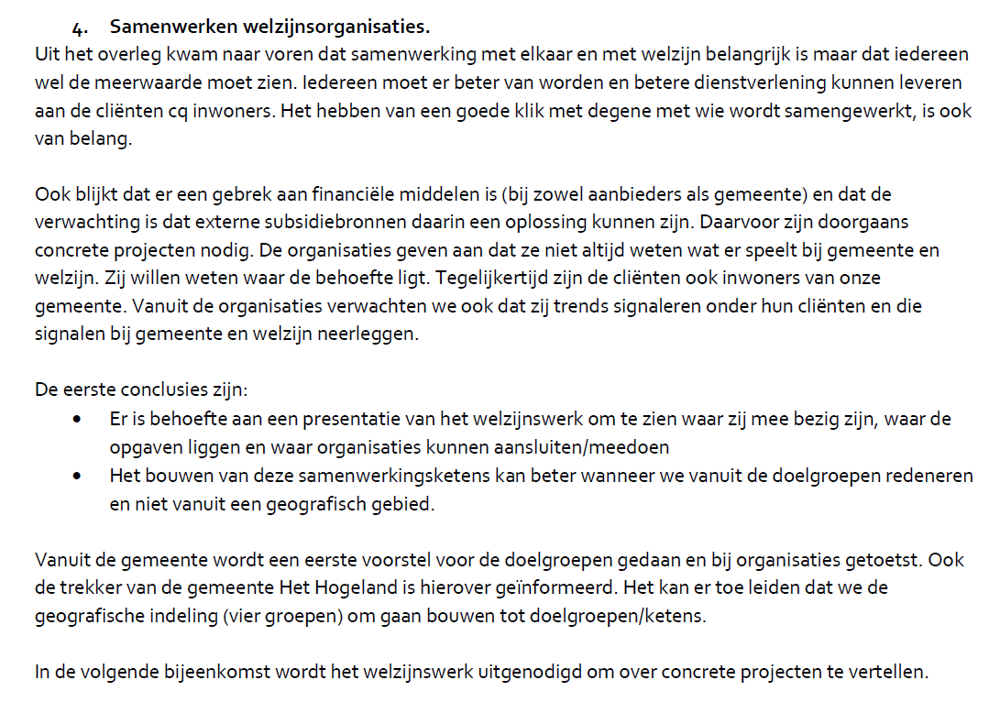 4. Samenwerken welzijnsorganisaties.
Uit het overleg kwam naar voren dat samenwerking met elkaar en met welzijn belangrijk is maar dat iedereen
wel de meerwaarde moet zien. Iedereen moet er beter van worden en betere dienstverlening kunnen leveren
aan de cliënten cq inwoners. Het hebben van een goede klik met degene met wie wordt samengewerkt, is ook
van belang.
Ook blijkt dat er een gebrek aan financiële middelen is (bij zowel aanbieders als gemeente) en dat de
verwachting is dat externe subsidiebronnen daarin een oplossing kunnen zijn. Daarvoor zijn doorgaans
concrete projecten nodig. De organisaties geven aan dat ze niet altijd weten wat er speelt bij gemeente en
welzijn. Zij willen weten waar de behoefte ligt. Tegelijkertijd zijn de cliënten ook inwoners van onze
gemeente. Vanuit de organisaties verwachten we ook dat zij trends signaleren onder hun cliënten en die
signalen bij gemeente en welzijn neerleggen.
De eerste conclusies zijn:
• Er is behoefte aan een presentatie van het welzijnswerk om te zien waar zij mee bezig zijn, waar de
opgaven liggen en waar organisaties kunnen aansluiten/meedoen
• Het bouwen van deze samenwerkingsketens kan beter wanneer we vanuit de doelgroepen redeneren
en niet vanuit een geografisch gebied.
Vanuit de gemeente wordt een eerste voorstel voor de doelgroepen gedaan en bij organisaties getoetst. Ook
de trekker van de gemeente Het Hogeland is hierover geïnformeerd. Het kan er toe leiden dat we de
geografische indeling (vier groepen) om gaan bouwen tot doelgroepen/ketens.
In de volgende bijeenkomst wordt het welzijnswerk uitgenodigd om over concrete projecten te vertellen.